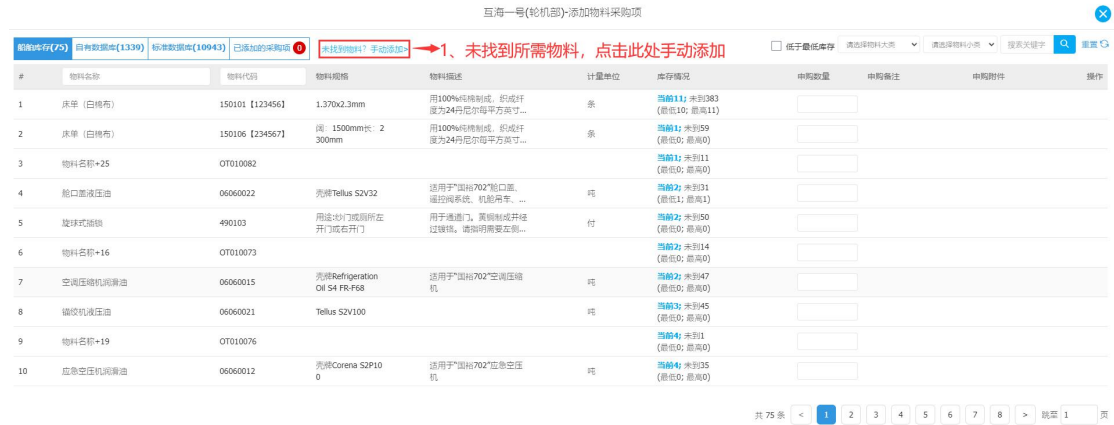 互海一号(轮机部)-添加物料采购项
船舶库存(75) 自有数据库(1339) 标准数据库(10943) 已添加的采购项 0 未找到物料？手动添加> 1、未找到所需物料，点击此处手动添加 低于最低库存 请选择物料大类 请选择物料小类 搜索关键字 重置
# 物料名称 物料代码 物料规格 物料描述 计量单位 库存情况 申购数量 申购备注 申购附件 操作
1 床单（白棉布） 150101【123456】 1.370x2.3mm 用100%纯棉制成，织成纤度为24丹尼尔每平方英寸... 条 当前11; 未到383
(最低10; 最高11)
2 床单（白棉布） 150106【234567】 阔：1500mm长：2300mm 用100%纯棉制成，织成纤度为24丹尼尔每平方英寸... 条 当前1; 未到59
(最低0; 最高0)
3 物料名称+25 OT010082 当前1; 未到11
(最低0; 最高0)
4 舱口盖液压油 06060022 壳牌Tellus S2V32 适用于“国裕702”舱口盖、遥控阀系统、机舱吊车、... 吨 当前2; 未到31
(最低1; 最高1)
5 旋球式插锁 490103 用途:对门或厕所左开门或右开门 用于通道门。黄铜制成并经过镀铬。请指明需要左侧... 付 当前2; 未到50
(最低0; 最高0)
6 物料名称+16 OT010073 当前2; 未到14
(最低0; 最高0)
7 空调压缩机润滑油 06060015 壳牌Refrigeration Oil S4 FR-F68 适用于“国裕702”空调压缩机 吨 当前2; 未到47
(最低0; 最高0)
8 锚绞机液压油 06060021 Tellus S2V100 吨 当前3; 未到45
(最低0; 最高0)
9 物料名称+19 OT010076 当前4; 未到1
(最低0; 最高0)
10 应急空压机润滑油 06060012 壳牌Corena S2P100 适用于“国裕702”应急空压机 吨 当前4; 未到35
(最低0; 最高0)
共 75 条 < 1 2 3 4 5 6 7 8 > 跳至 1 页